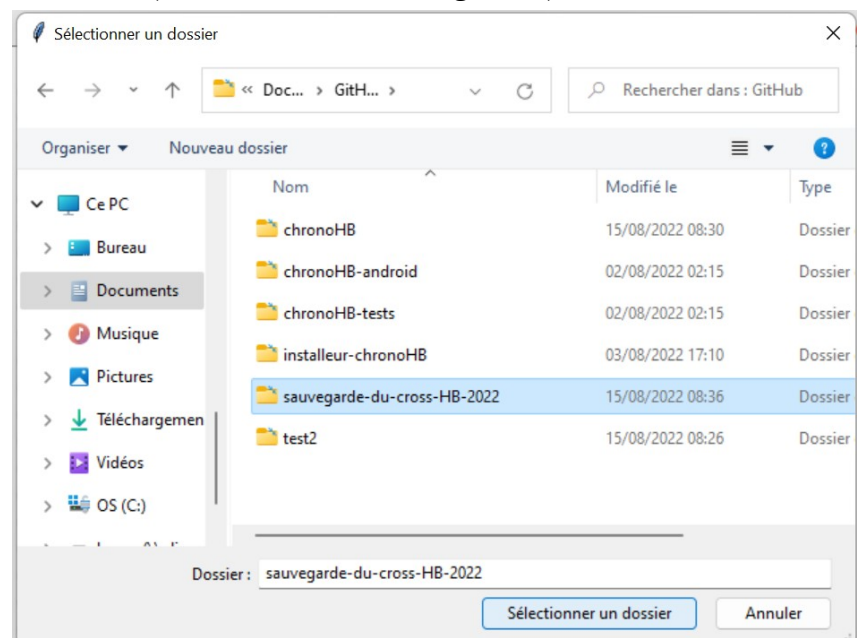 Sélectionner un dossier
« Doc... › GitH... ›
Rechercher dans : GitHub
Organiser
Nouveau dossier
Nom
Modifié le
Type
Ce PC
Bureau
Documents
Musique
Pictures
Téléchargemen
Vidéos
OS (C:)
chronoHB 15/08/2022 08:30 Dossier
chronoHB-android 02/08/2022 02:15 Dossier
chronoHB-tests 02/08/2022 02:15 Dossier
installeur-chronoHB 03/08/2022 17:10 Dossier
sauvegarde-du-cross-HB-2022 15/08/2022 08:36 Dossier
test2 15/08/2022 08:26 Dossier
Dossier : sauvegarde-du-cross-HB-2022
Sélectionner un dossier
Annuler